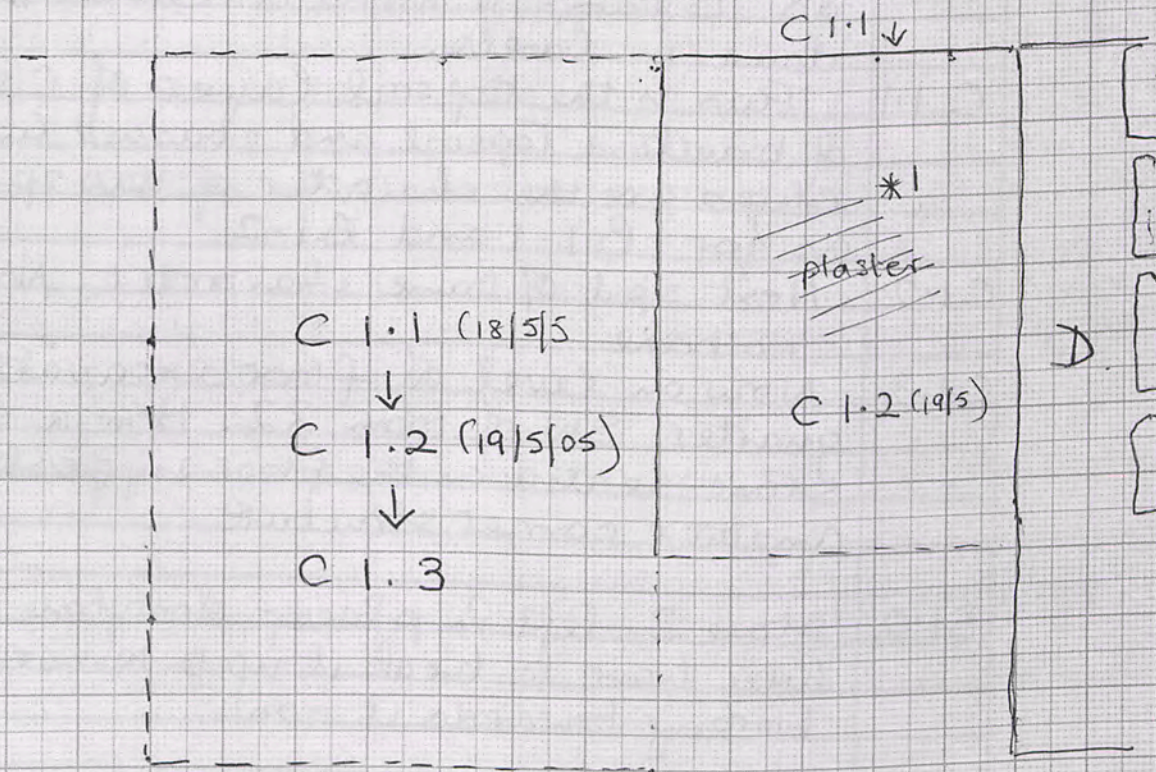 C 1.1 ↓
*1
plaster
C 1.1 (18/5/5
↓
C 1.2 (19/5/05)
↓
C 1.3
C 1.2 (19/5)
D.